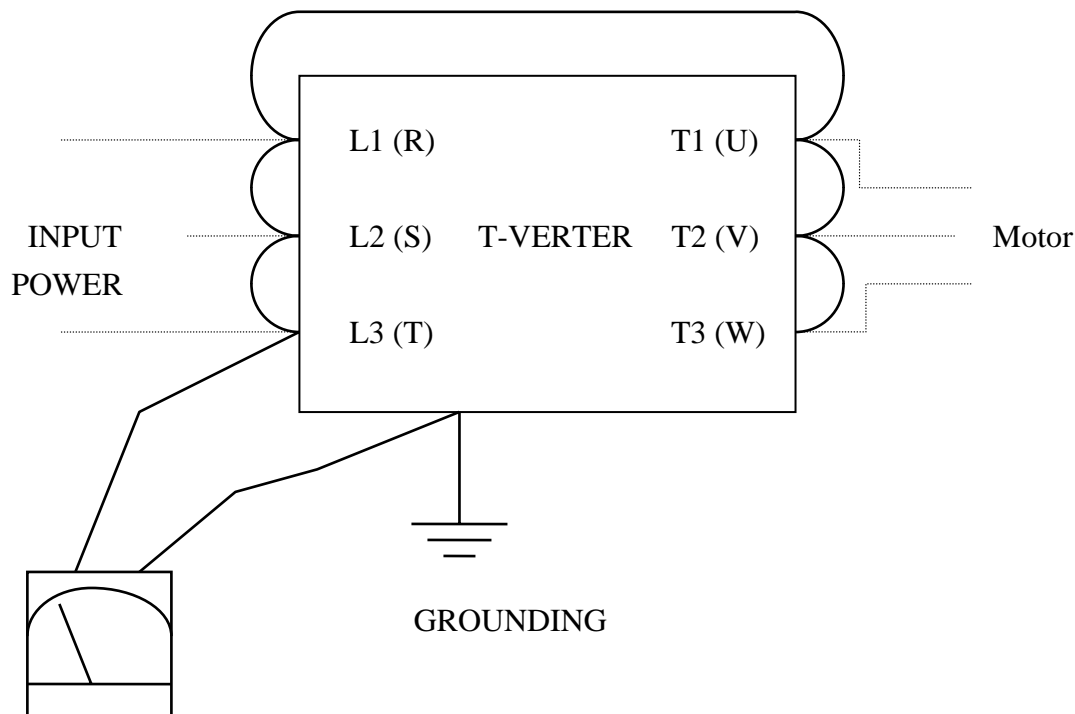 L1 (R) T1 (U)
INPUT L2 (S) T-VERTER T2 (V) Motor
POWER
L3 (T) T3 (W)
GROUNDING